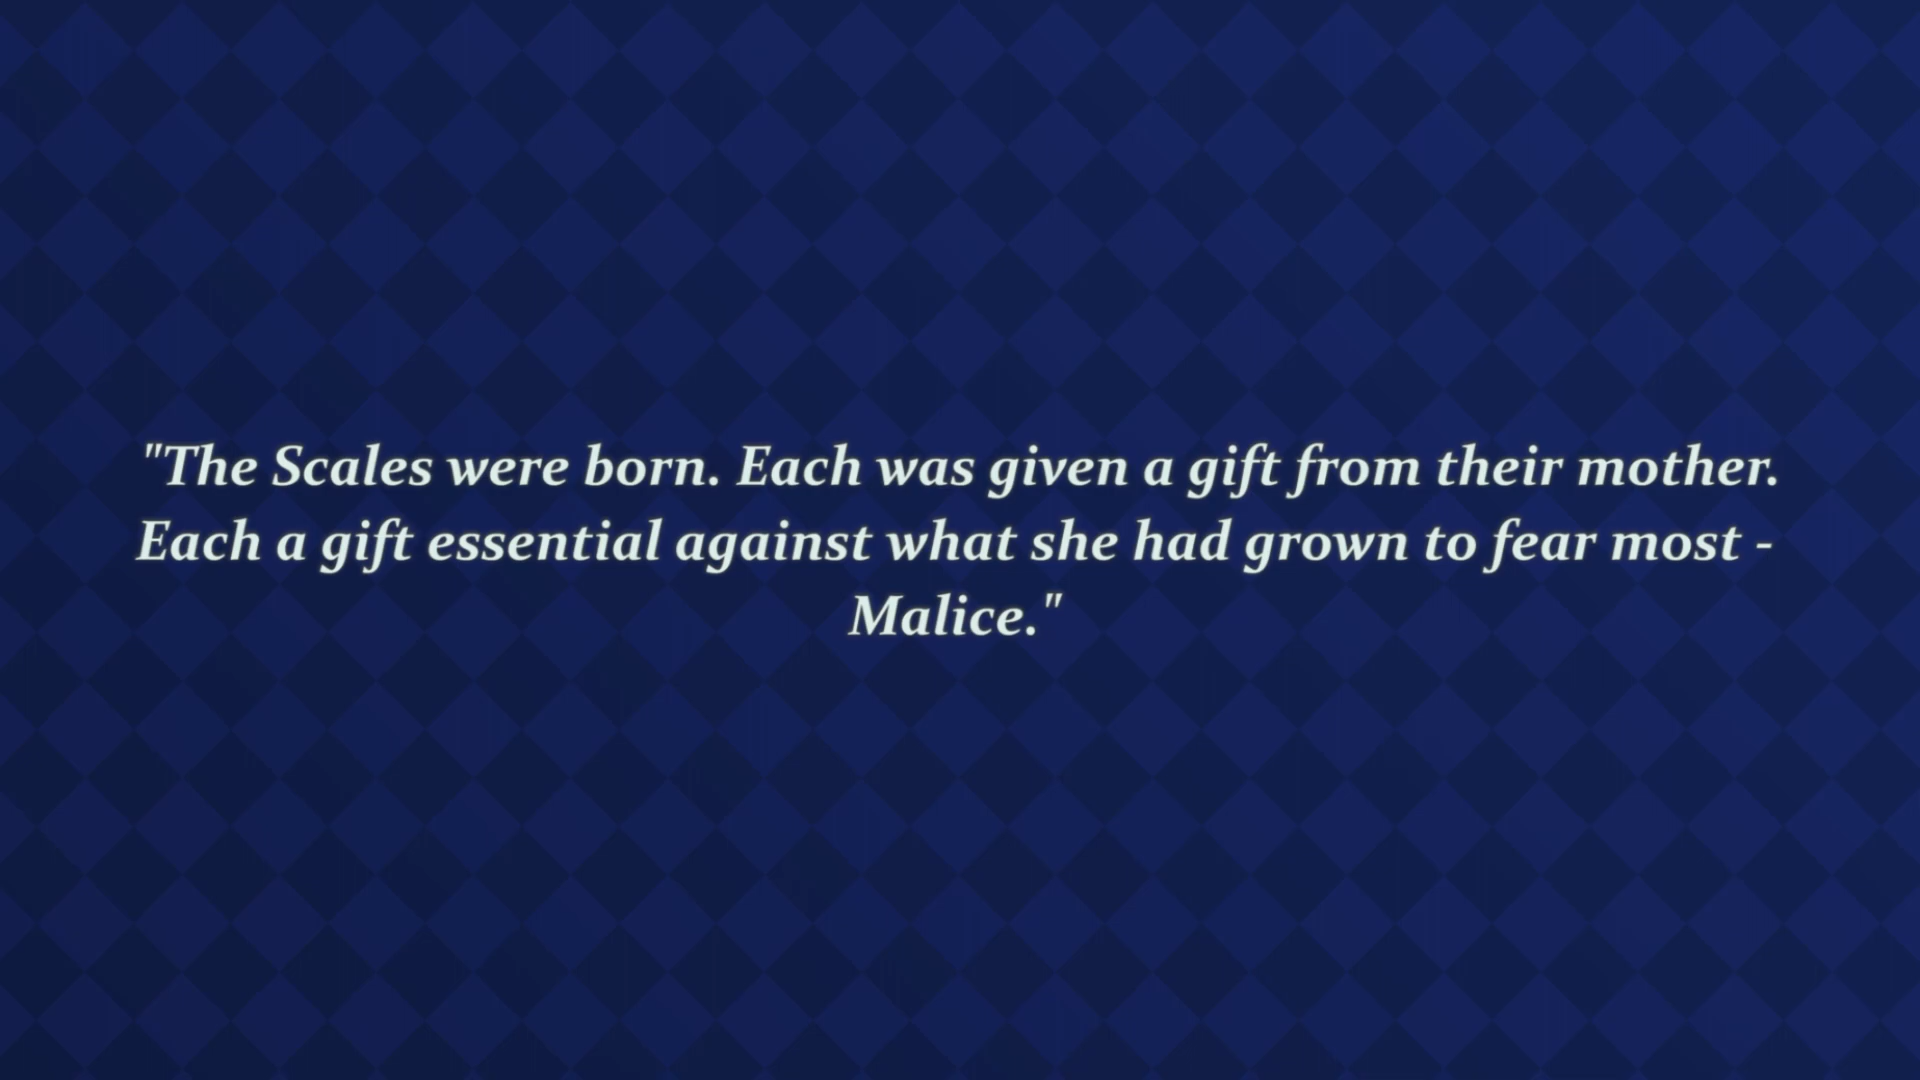 "The Scales were born. Each was given a gift from their mother.
Each a gift essential against what she had grown to fear most -
Malice."